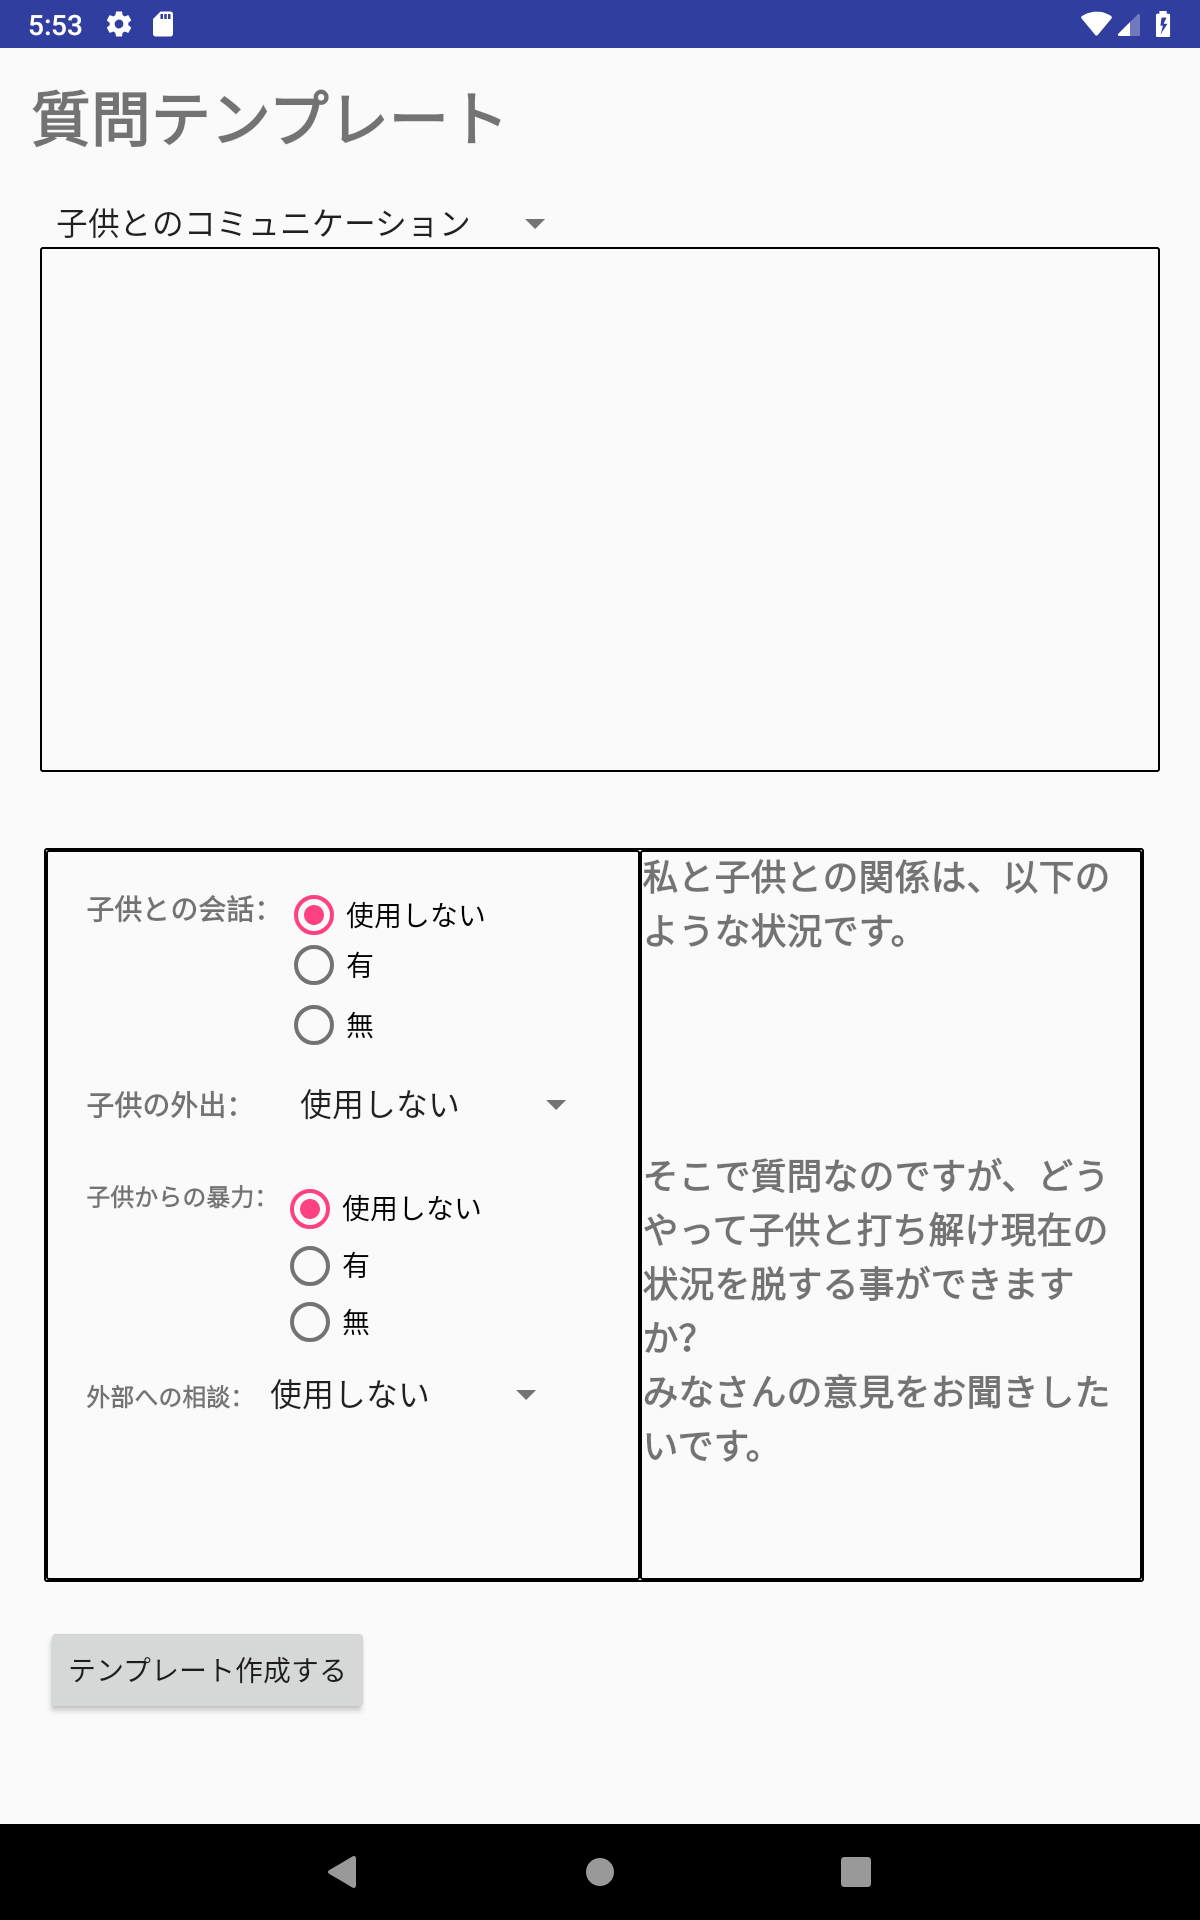 5:53
質問テンプレート
子供とのコミュニケーション
子供との会話：
使用しない
有
無
子供の外出：
使用しない
子供からの暴力：
使用しない
有
無
外部への相談：
使用しない
私と子供との関係は、以下の
ような状況です。
そこで質問なのですが、どう
やって子供と打ち解け現在の
状況を脱する事ができます
か?
みなさんの意見をお聞きした
いです。
テンプレート作成する